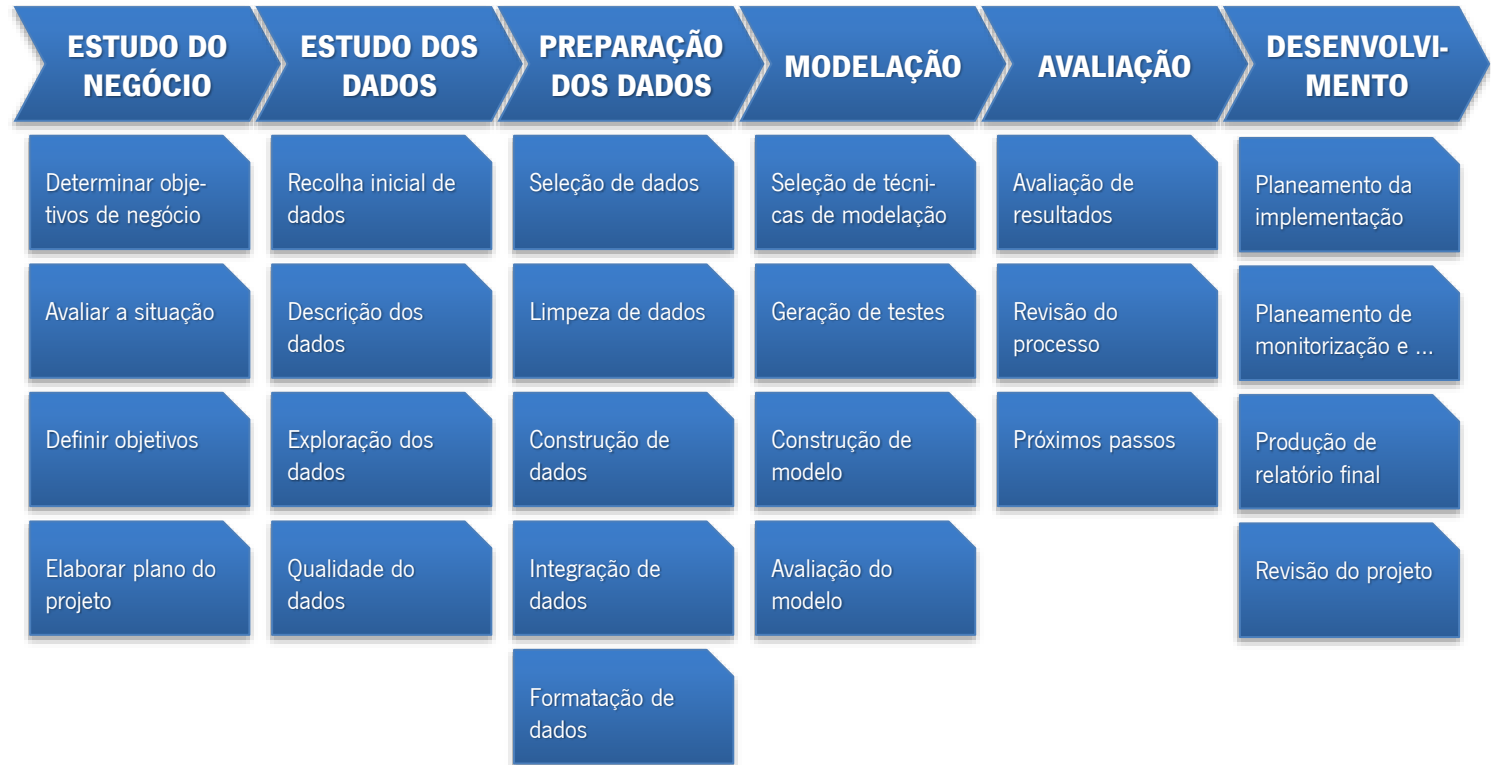 ESTUDO DO
NEGÓCIO
ESTUDO DOS
DADOS
PREPARAÇÃO
DOS DADOS
MODELAÇÃO
AVALIAÇÃO
DESENVOLVI-
MENTO
Determinar obje-
tivos de negócio
Avaliar a situação
Definir objetivos
Elaborar plano do
projeto
Recolha inicial de
dados
Descrição dos
dados
Exploração dos
dados
Qualidade do
dados
Seleção de dados
Limpeza de dados
Construção de
dados
Integração de
dados
Formatação de
dados
Seleção de técni-
cas de modelação
Geração de testes
Construção de
modelo
Avaliação do
modelo
Avaliação de
resultados
Revisão do
processo
Próximos passos
Planeamento da
implementação
Planeamento de
monitorização e ...
Produção de
relatório final
Revisão do projeto